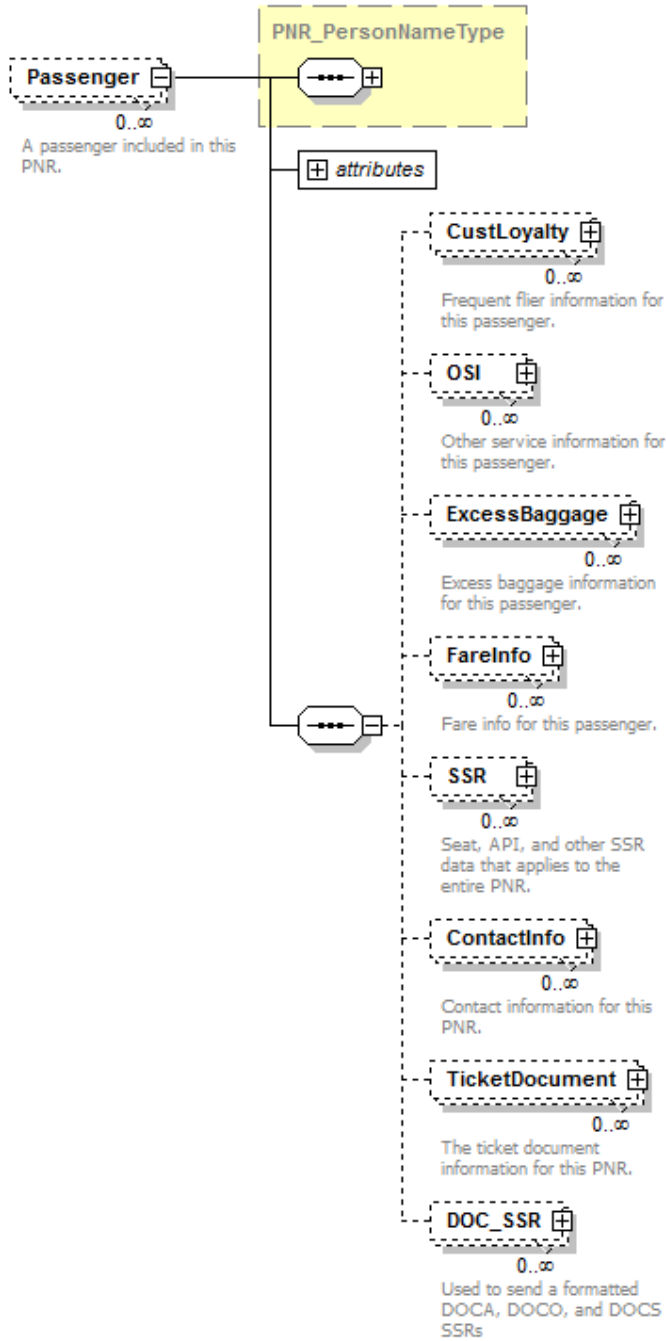 PNR_PersonNameType
Passenger
0..∞
A passenger included in this
PNR.
attributes
CustLoyalty
0..∞
Frequent flier information for
this passenger.
OSI
0..∞
Other service information for
this passenger.
ExcessBaggage
0..∞
Excess baggage information
for this passenger.
FareInfo
0..∞
Fare info for this passenger.
SSR
0..∞
Seat, API, and other SSR
data that applies to the
entire PNR.
ContactInfo
0..∞
Contact information for this
PNR.
TicketDocument
0..∞
The ticket document
information for this PNR.
DOC_SSR
0..∞
Used to send a formatted
DOCA, DOCO, and DOCS
SSRs